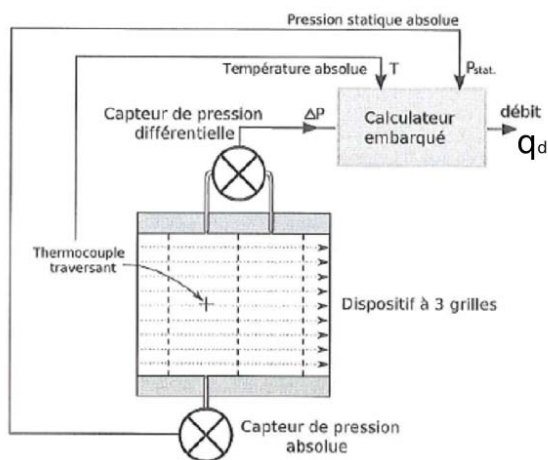 Pression statique absolue
Température absolue
T
Pstat.
Capteur de pression
différentielle
ΔP
Calculateur
embarqué
débit
qd
Thermocouple
traversant
Dispositif à 3 grilles
Capteur de pression
absolue